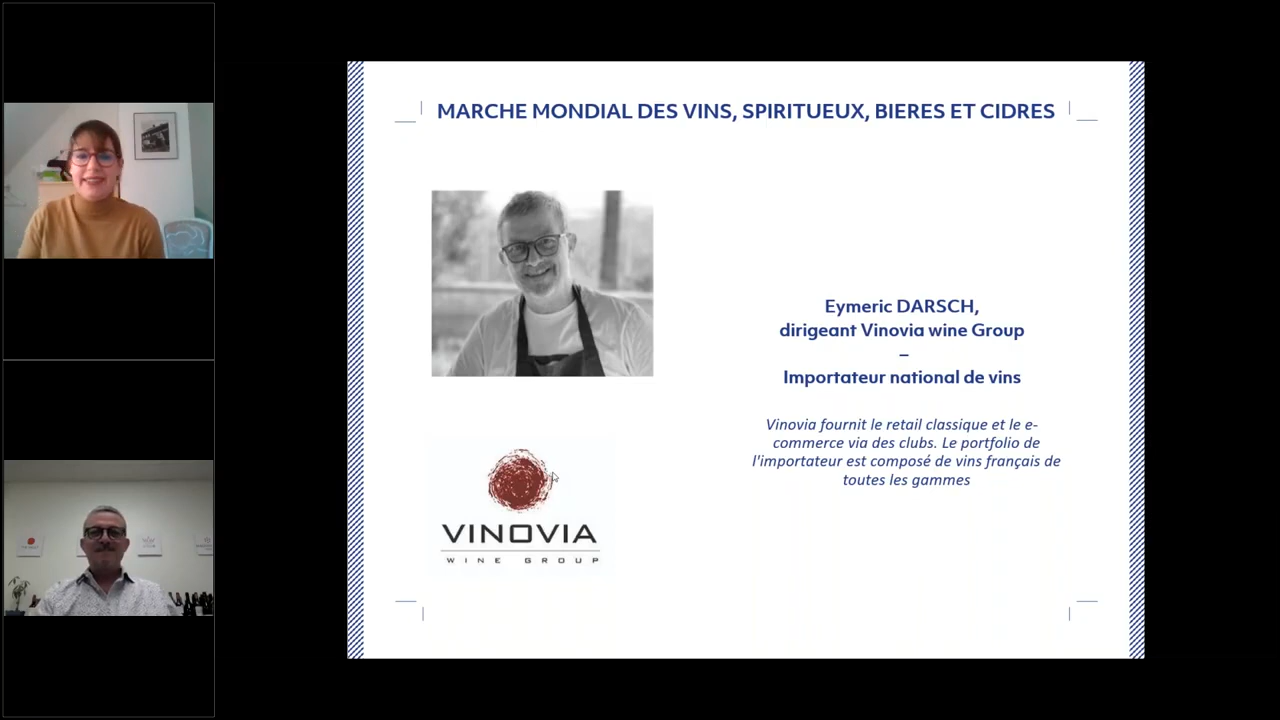 MARCHE MONDIAL DES VINS, SPIRITUEUX, BIERES ET CIDRES
Eymeric DARSCH,
dirigeant Vinovia wine Group
–
Importateur national de vins
Vinovia fournit le retail classique et le e-
commerce via des clubs. Le portfolio de
l'importateur est composé de vins français de
toutes les gammes
VINOVIA
WINE GROUP